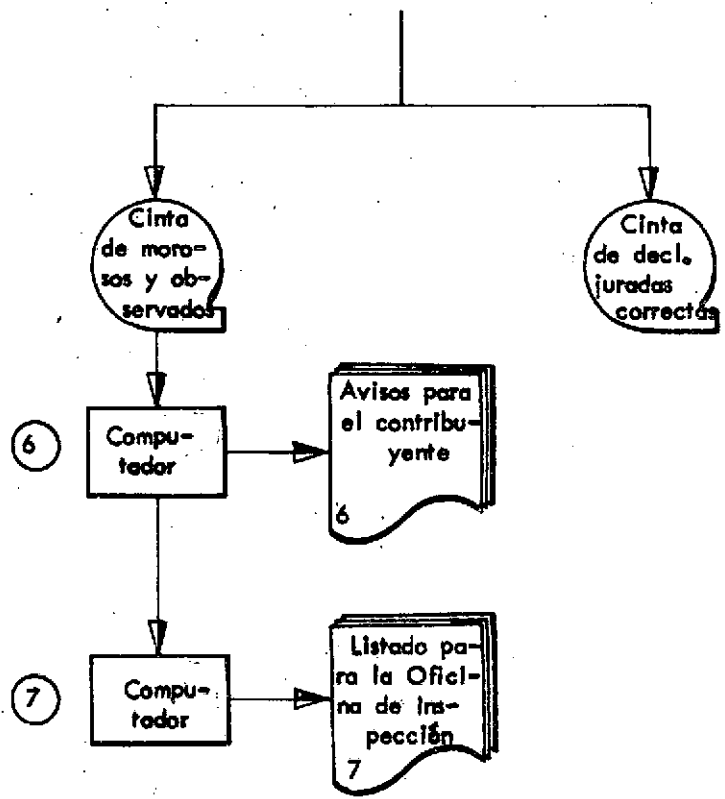 Cinta
de moro-
sos y ob-
servados
Cinta
de decl.
juradas
correctas
6
Compu-
tador
Avisos para
el contribu-
yente
6
7
Compu-
tador
Listado pa-
ra la Ofici-
na de ins-
pección
7